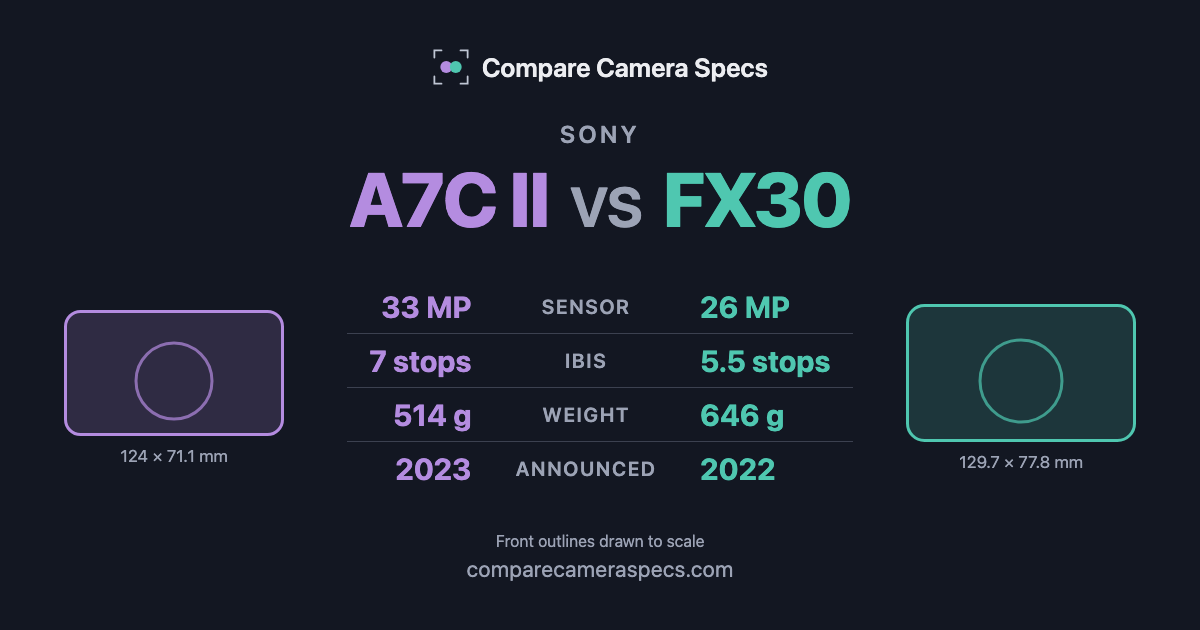 Compare Camera Specs
SONY
A7C II VS FX30
33 MP SENSOR 26 MP
7 stops IBIS 5.5 stops
514 g WEIGHT 646 g
2023 ANNOUNCED 2022
124 × 71.1 mm
129.7 × 77.8 mm
Front outlines drawn to scale
comparecameraspecs.com